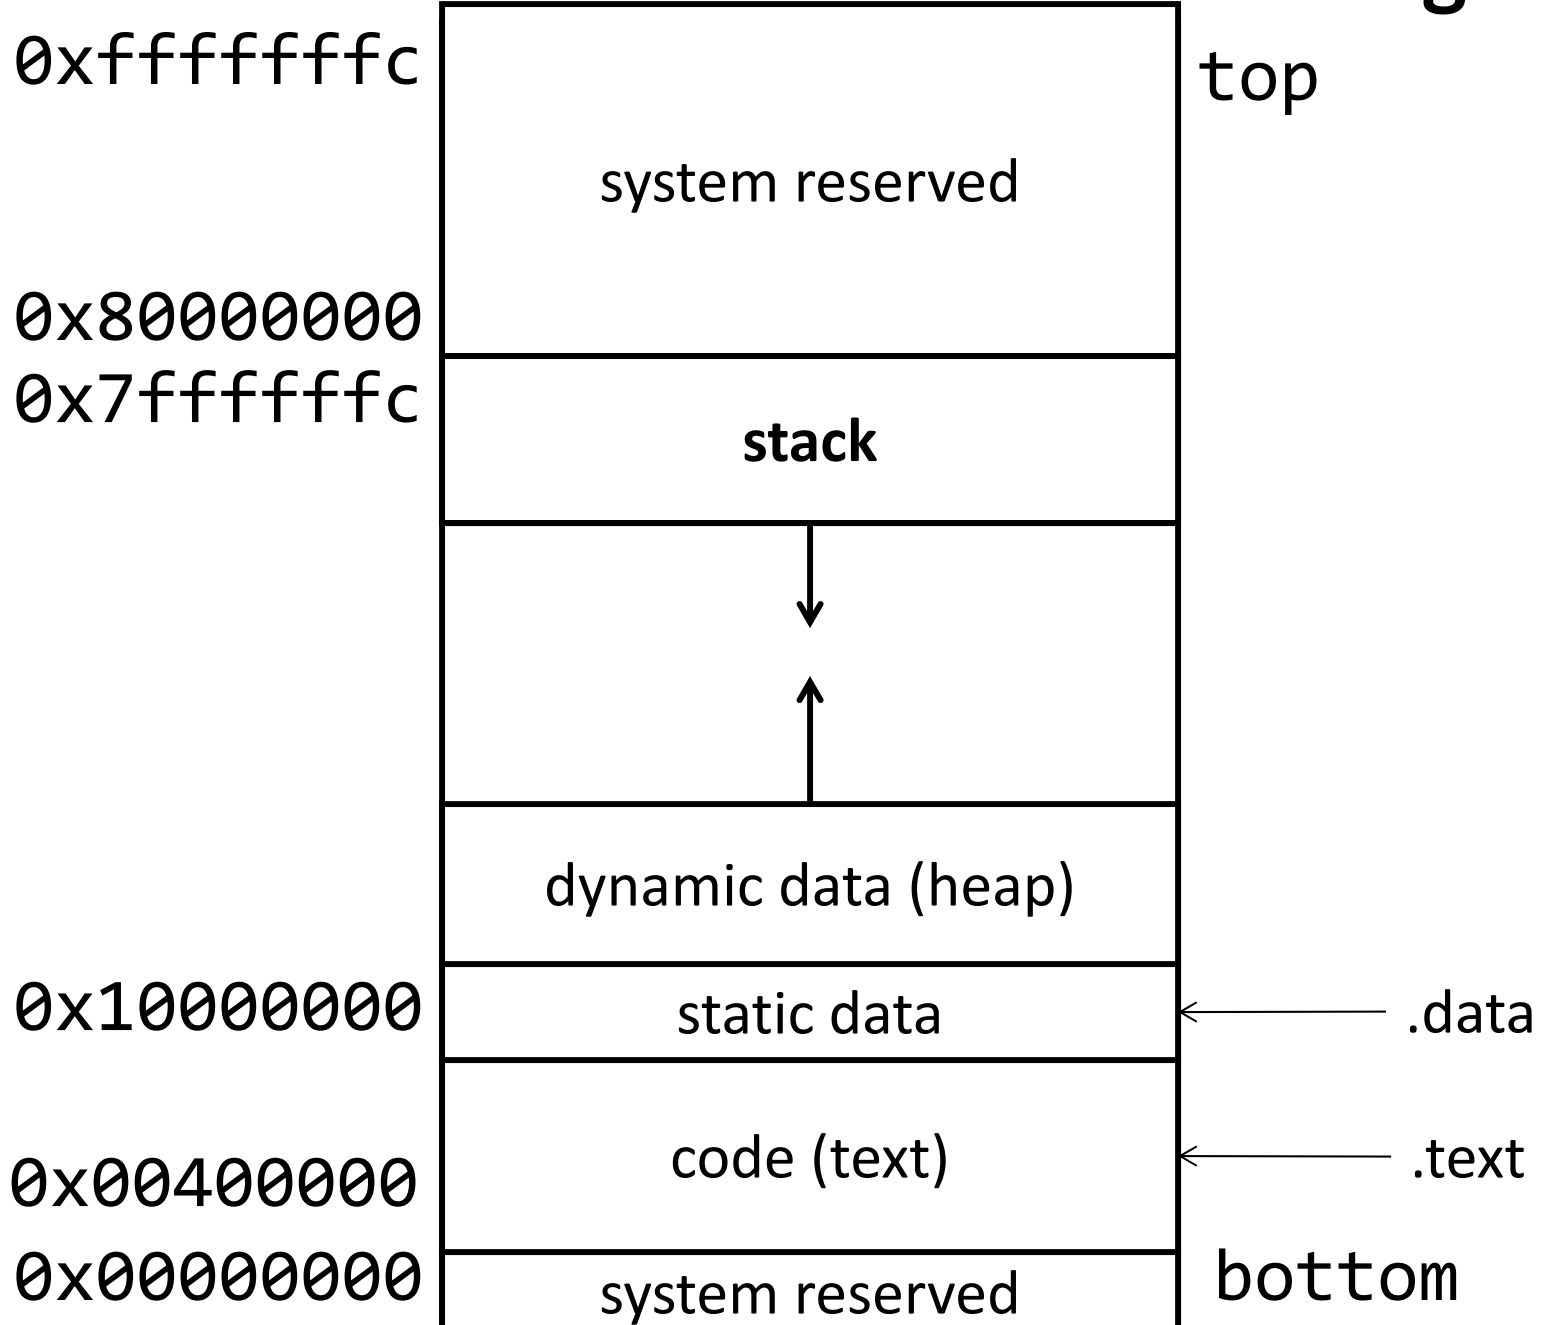 0xfffffffc
top
system reserved
0x80000000
0x7ffffffc
stack
dynamic data (heap)
0x10000000
static data
.data
code (text)
.text
0x00400000
0x00000000
bottom
system reserved